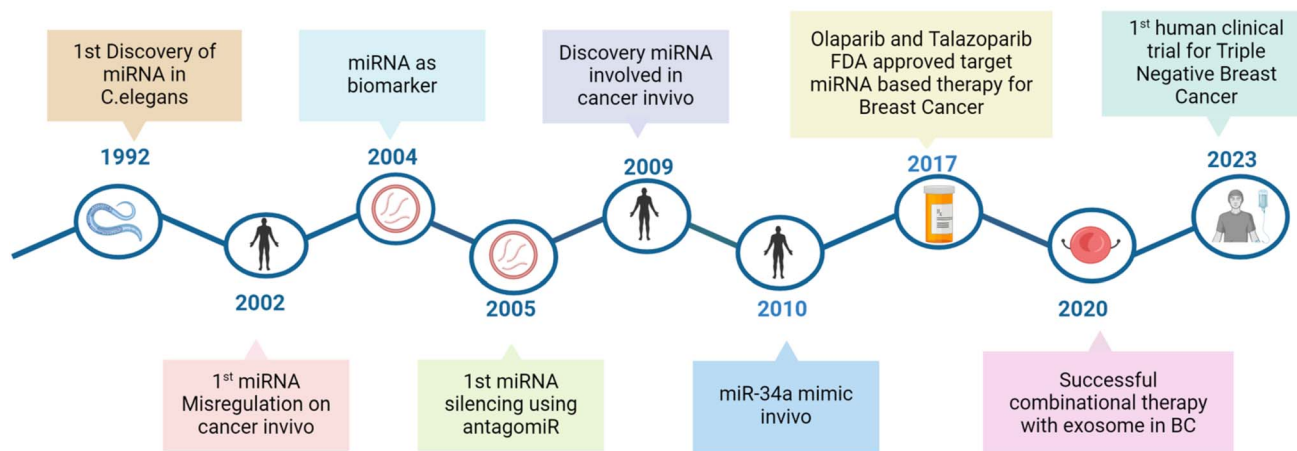 1st Discovery of
miRNA in
C.elegans
miRNA as
biomarker
Discovery miRNA
involved in
cancer invivo
Olaparib and Talazoparib
FDA approved target
miRNA based therapy for
Breast Cancer
1st human clinical
trial for Triple
Negative Breast
Cancer
1992
2004
2009
2017
2023
2002
2005
2010
2020
1st miRNA
Misregulation on
cancer invivo
1st miRNA
silencing using
antagomiR
miR-34a mimic
invivo
Successful
combinational therapy
with exosome in BC